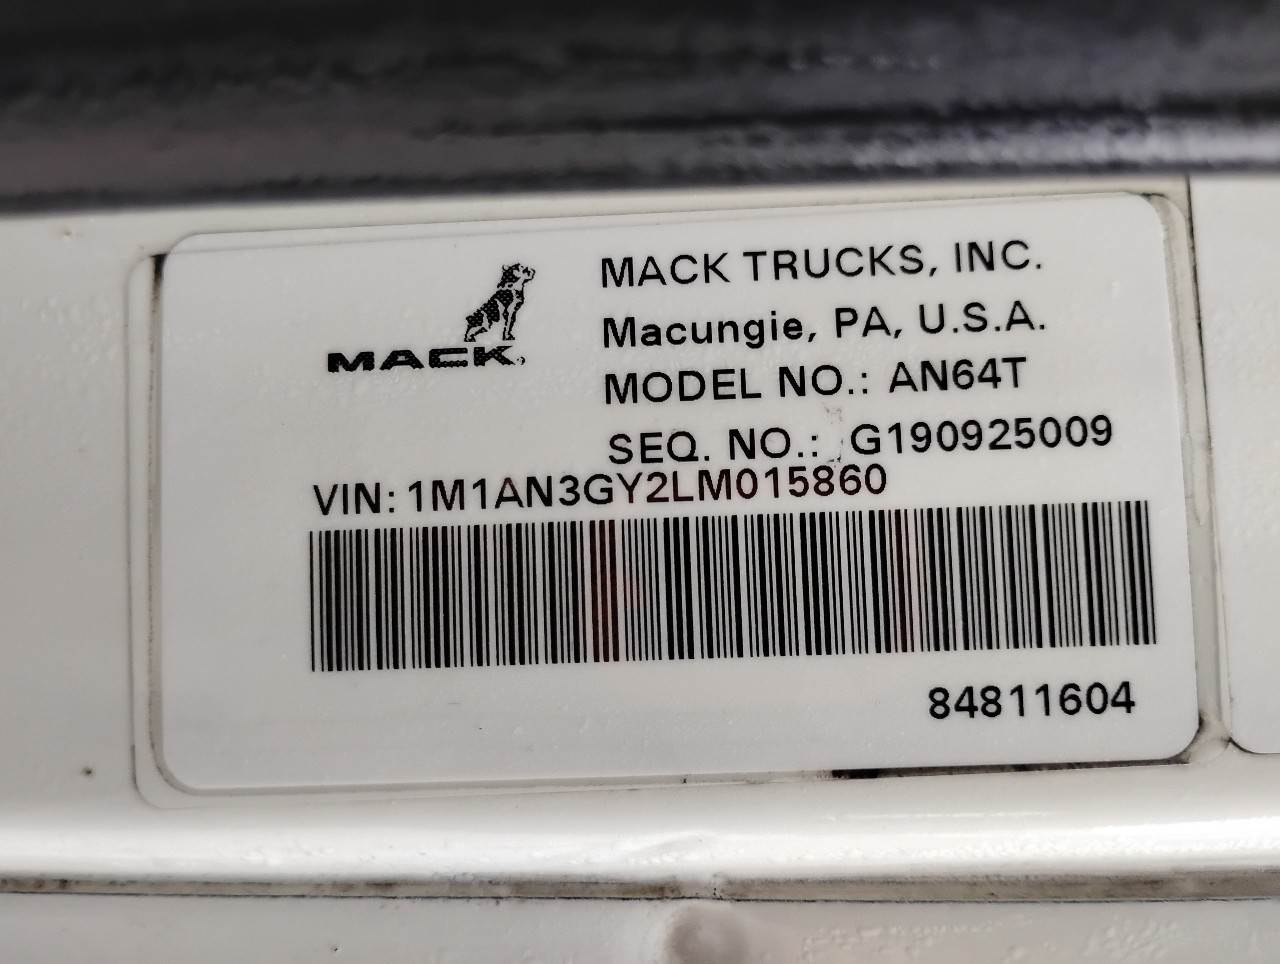 MACK
MACK TRUCKS, INC.
Macungie, PA, U.S.A.
MODEL NO.: AN64T
SEQ. NO.: G190925009
VIN: 1M1AN3GY2LM015860
84811604